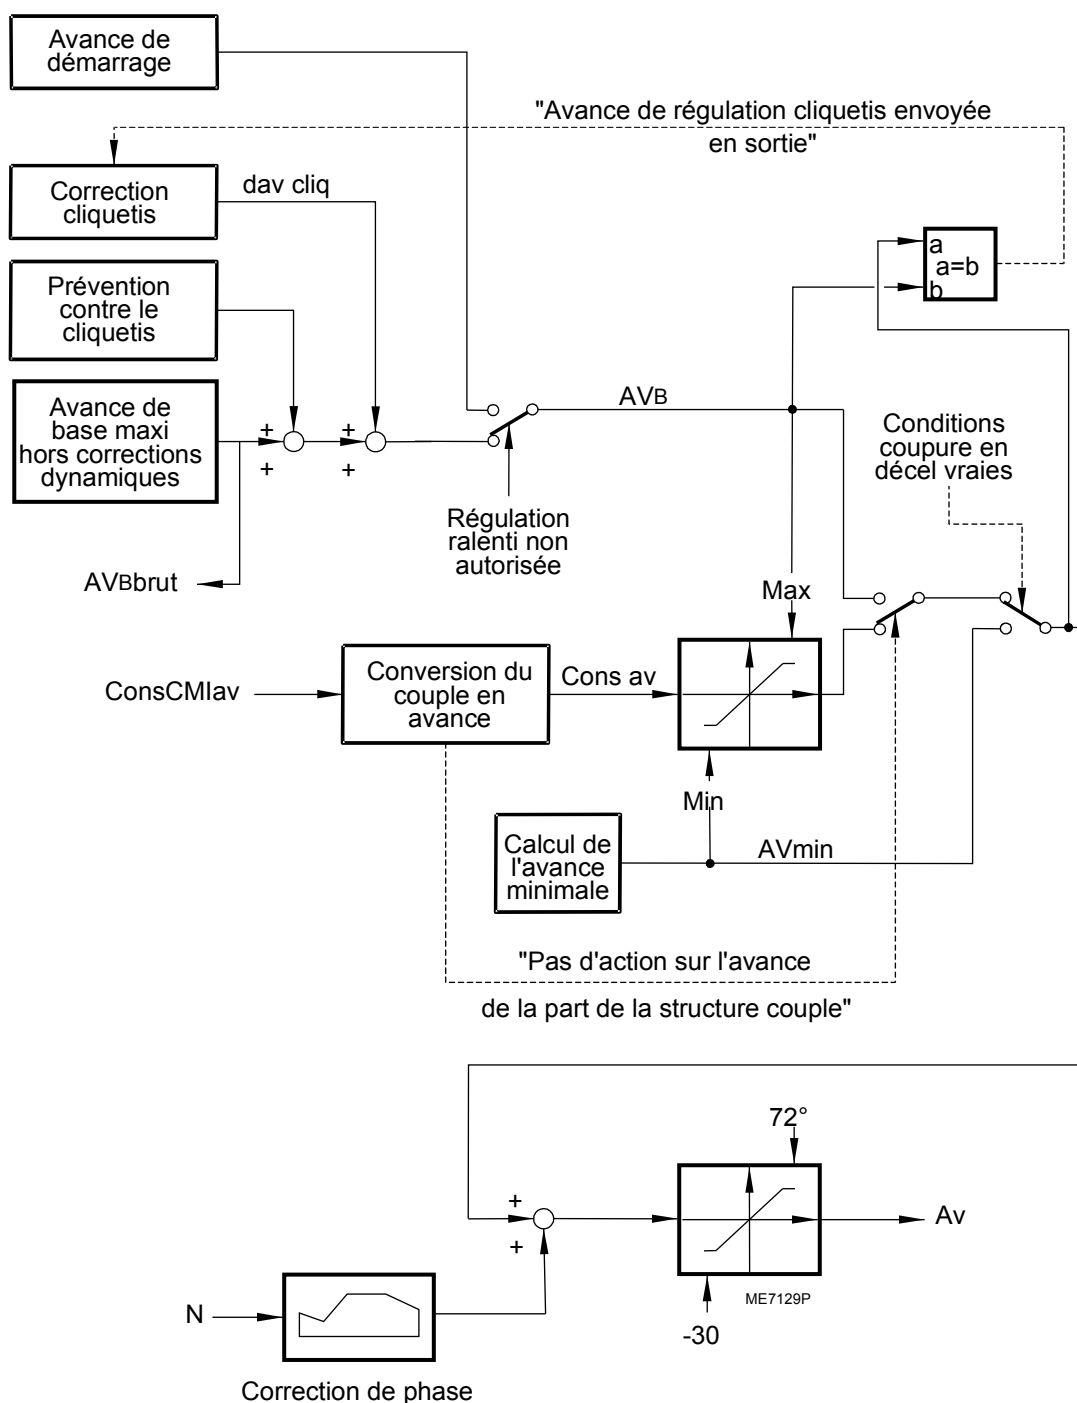 Avance de
démarrage
"Avance de régulation cliquetis envoyée
en sortie"
Correction
cliquetis
dav cliq
a
a=b
b
Prévention
contre le
cliquetis
Avance de
base maxi
hors corrections
dynamiques
+
+
+
+
AVB
Conditions
coupure en
décel vraies
Régulation
ralenti non
autorisée
AVBbrut
Max
ConsCMIav
Conversion du
couple en
avance
Cons av
Min
Calcul de
l'avance
minimale
AVmin
"Pas d'action sur l'avance
de la part de la structure couple"
72°
+
+
Av
ME7129P
N
-30
Correction de phase